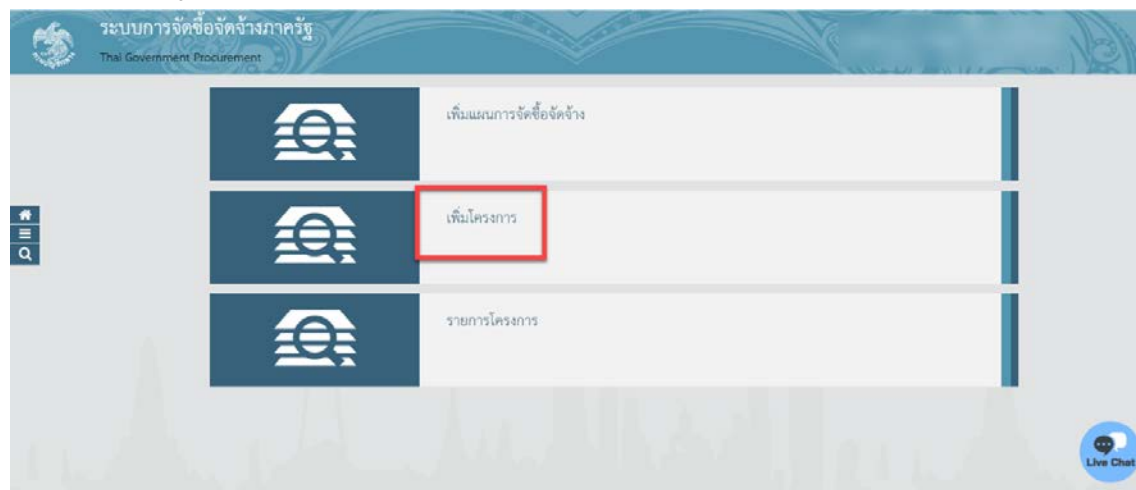 ระบบการจัดซื้อจัดจ้างภาครัฐ
Thai Government Procurement
เพิ่มแผนการจัดซื้อจัดจ้าง
เพิ่มโครงการ
รายการโครงการ
Live Chat